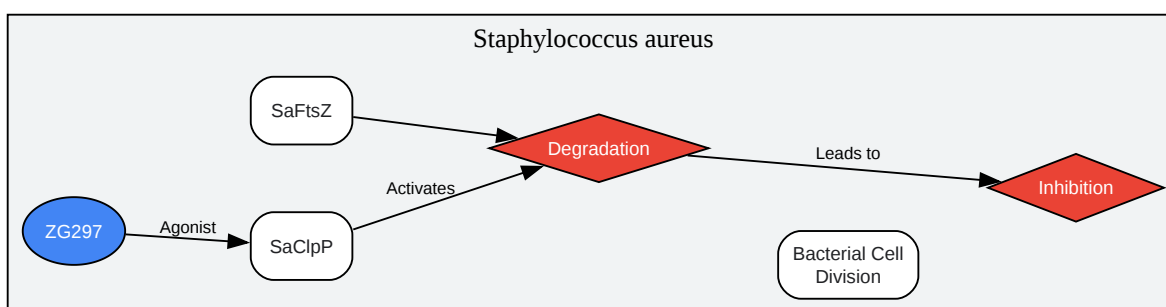 Staphylococcus aureus
SaFtsZ
Degradation
Leads to
Activates
Inhibition
ZG297
Agonist
SaClpP
Bacterial Cell
Division